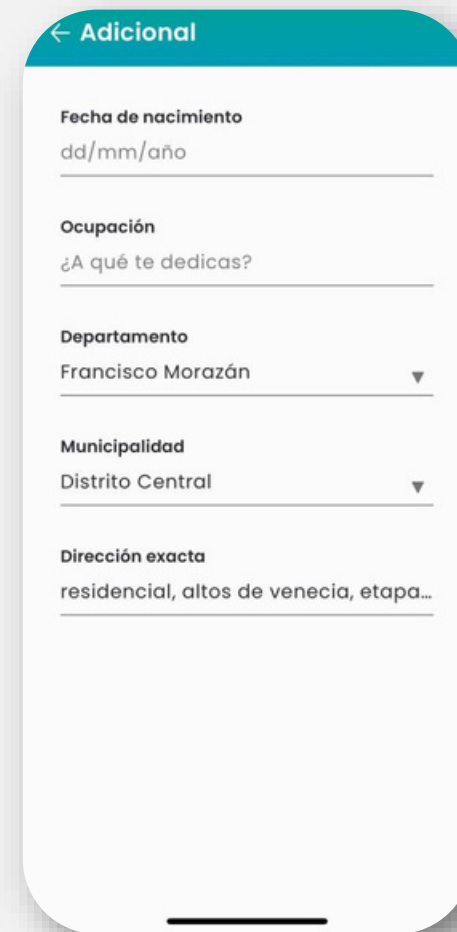 ← Adicional
Fecha de nacimiento
dd/mm/año
Ocupación
¿A qué te dedicas?
Departamento
Francisco Morazán
Municipalidad
Distrito Central
Dirección exacta
residencial, altos de venecia, etapa...